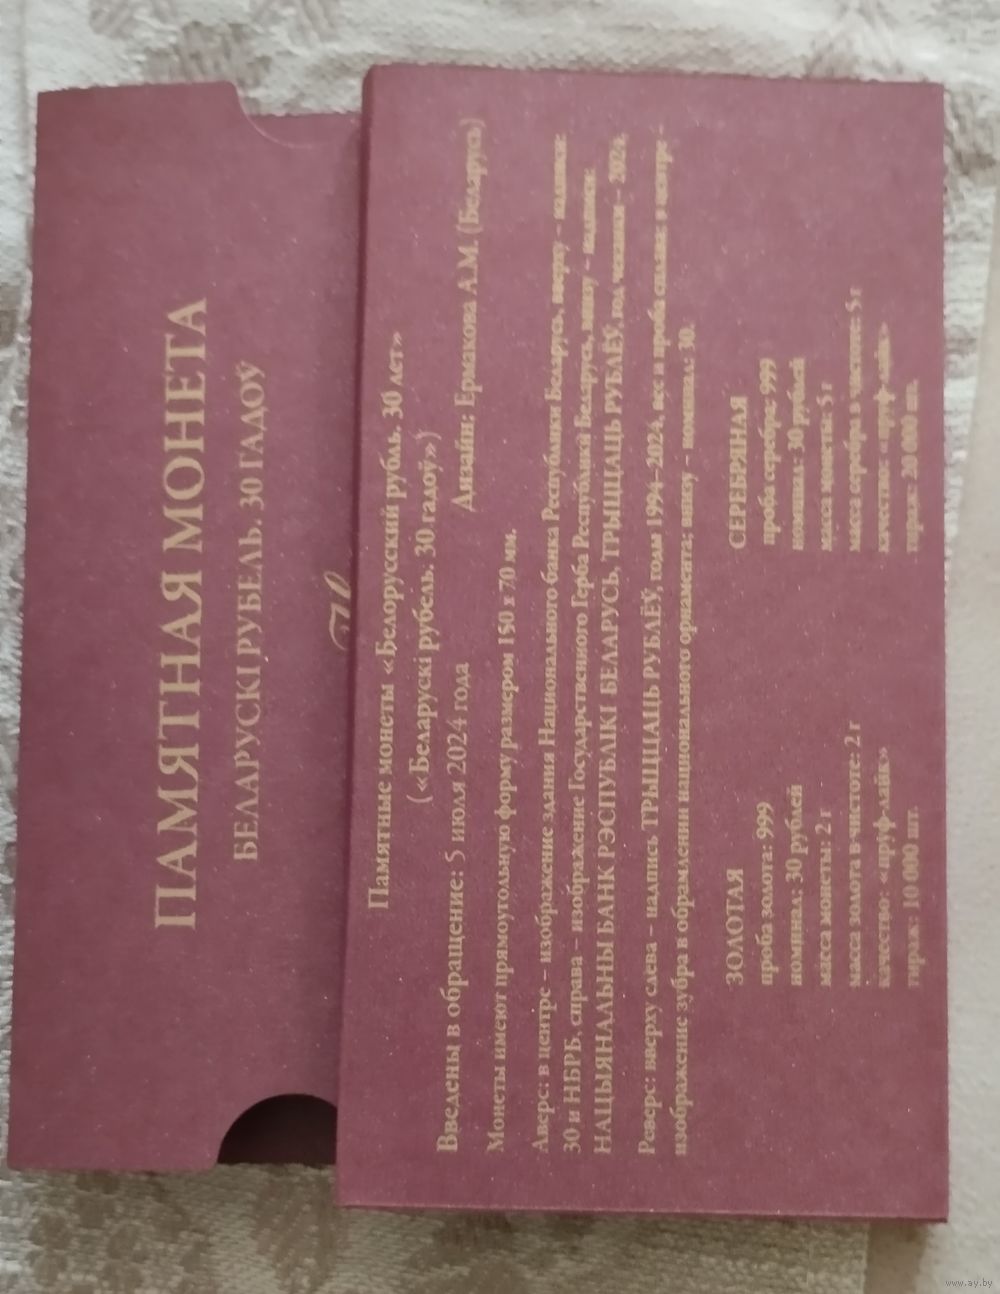 ПАМЯТНАЯ МОНЕТА
БЕЛАРУСКІ РУБЕЛЬ. 30 ГАДОЎ
Памятные монеты «Белорусский рубль. 30 лет»
(«Беларускі рубель. 30 гадоў»)
Введены в обращение: 5 июля 2024 года
Дизайн: Ермакова А.М. (Беларусь)
Монеты имеют прямоугольную форму размером 150 х 70 мм.
Аверс: в центре – изображение здания Национального банка Республики Беларусь, вверху – надписи:
30 и НБРБ, справа – изображение Государственного Герба Республики Беларусь, внизу – надписи:
НАЦЫЯНАЛЬНЫ БАНК РЭСПУБЛІКІ БЕЛАРУСЬ, ТРЫЦЦАЦЬ РУБЛЁЎ, год чеканки – 2024.
Реверс: вверху слева – надпись ТРЫЦЦАЦЬ РУБЛЁЎ, годы 1994–2024, вес и проба сплава; в центре –
изображение зубра в обрамлении национального орнамента; внизу – номинал: 30.
ЗОЛОТАЯ
проба золота: 999
номинал: 30 рублей
масса монеты: 2 г
масса золота в чистоте: 2 г
качество: «пруф-лайк»
тираж: 10 000 шт.
СЕРЕБРЯНАЯ
проба серебра: 999
номинал: 30 рублей
масса монеты: 5 г
масса серебра в чистоте: 5 г
качество: «пруф-лайк»
тираж: 20 000 шт.
www.ay.by